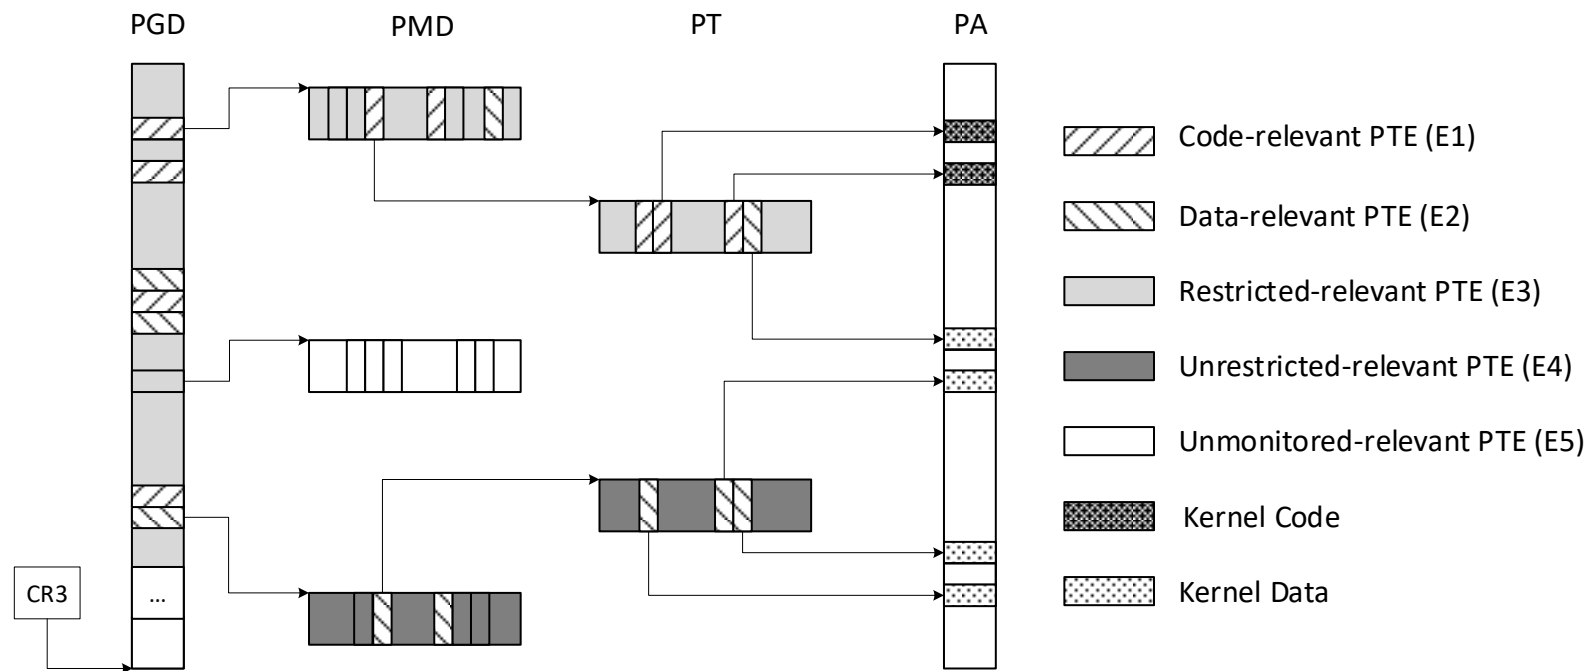 PGD
PMD
PT
PA
Code-relevant PTE (E1)
Data-relevant PTE (E2)
Restricted-relevant PTE (E3)
Unrestricted-relevant PTE (E4)
Unmonitored-relevant PTE (E5)
Kernel Code
Kernel Data
CR3
...